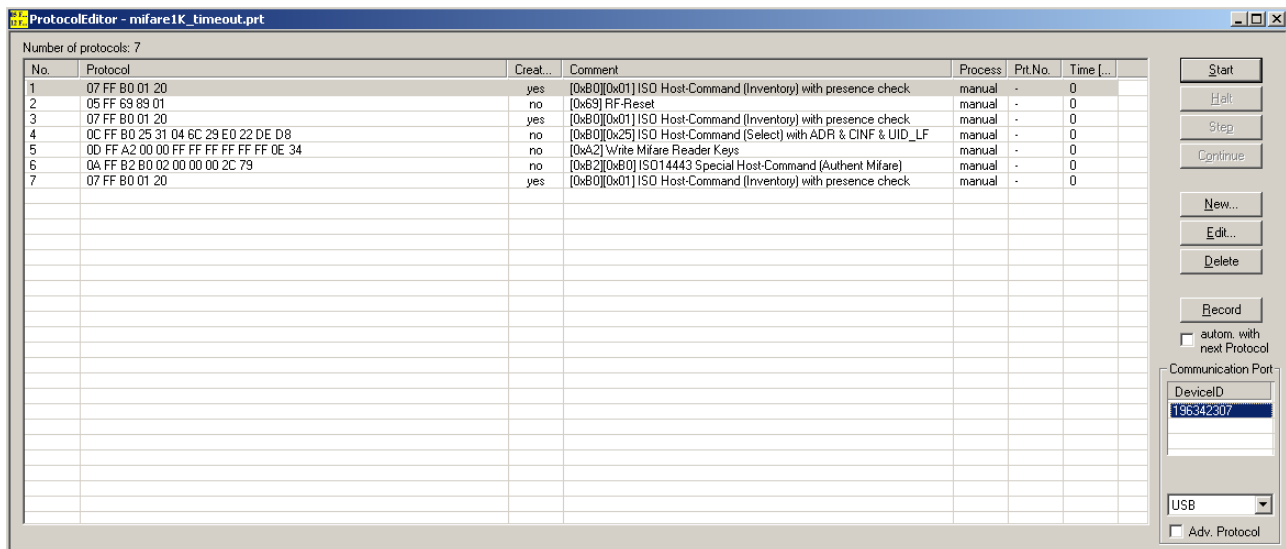 ProtocolEditor - mifare1K_timeout.prt
Number of protocols: 7
No. Protocol Creat... Comment Process Prt.No. Time [...
1 07 FF B0 01 20 yes [0xB0][0x01] ISO Host-Command (Inventory) with presence check manual - 0
2 05 FF 69 89 01 no [0x69] RF-Reset manual - 0
3 07 FF B0 01 20 yes [0xB0][0x01] ISO Host-Command (Inventory) with presence check manual - 0
4 0C FF B0 25 31 04 6C 29 E0 22 DE D8 no [0xB0][0x25] ISO Host-Command (Select) with ADR & CINF & UID_LF manual - 0
5 0D FF A2 00 00 FF FF FF FF FF FF 0E 34 no [0xA2] Write Mifare Reader Keys manual - 0
6 0A FF B2 B0 02 00 00 00 2C 79 no [0xB2][0xB0] ISO14443 Special Host-Command (Authent Mifare) manual - 0
7 07 FF B0 01 20 yes [0xB0][0x01] ISO Host-Command (Inventory) with presence check manual - 0
Start
Halt
Step
Continue
New...
Edit...
Delete
Record
autom. with
next Protocol
Communication Port
DeviceID
196342307
USB
Adv. Protocol